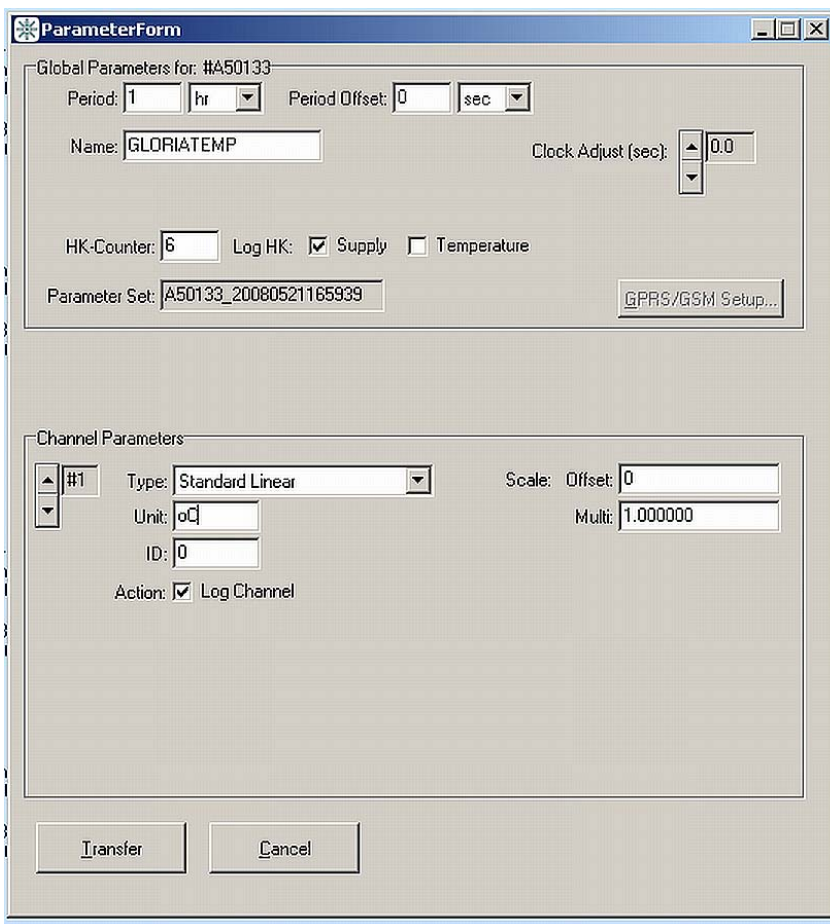 ParameterForm
Global Parameters for: #A50133
Period: 1 hr Period Offset: 0 sec
Name: GLORIATEMP Clock Adjust (sec): 0.0
HK-Counter: 6 Log HK: Supply Temperature
Parameter Set: A50133_20080521165939 GPRS/GSM Setup...
Channel Parameters
#1 Type: Standard Linear Scale: Offset: 0
Unit: oC Multi: 1.000000
ID: 0
Action: Log Channel
Transfer Cancel